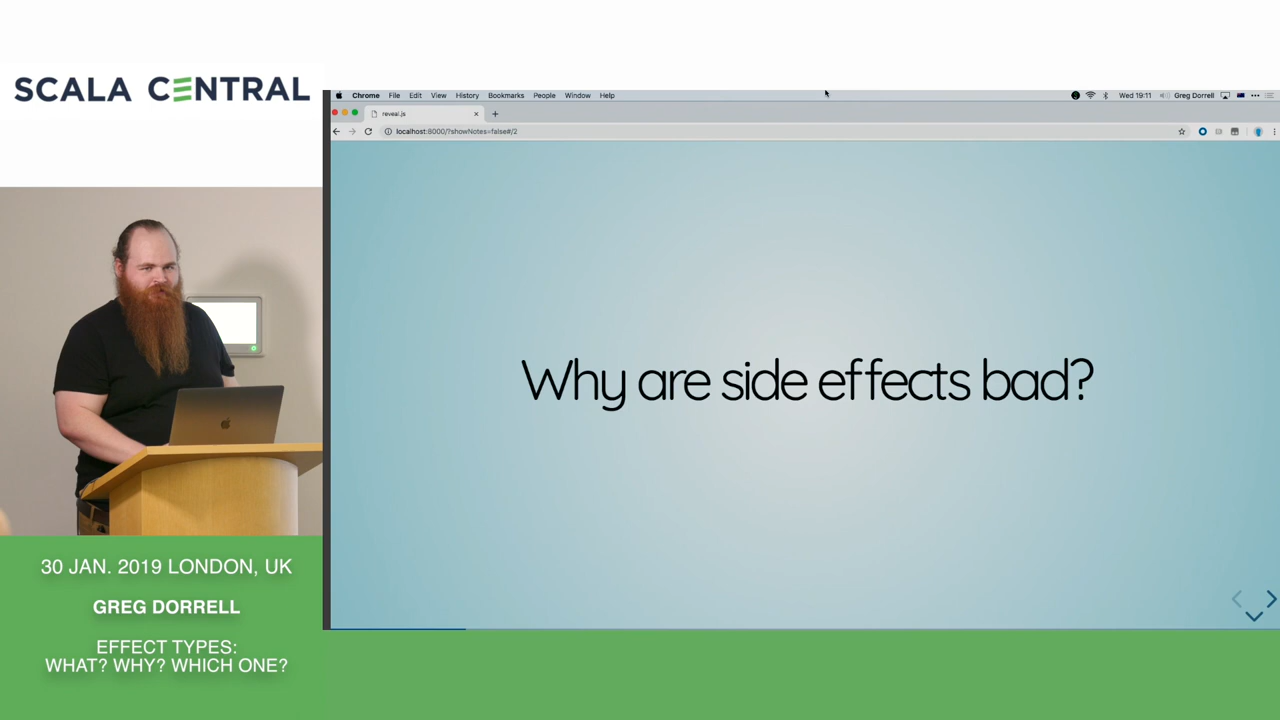 SCALA CENTRAL
Chrome File Edit View History Bookmarks People Window Help
Wed 19:11 Greg Dorrell
reveal.js
localhost:8000/?showNotes=false#/2
Why are side effects bad?
30 JAN. 2019 LONDON, UK
GREG DORRELL
EFFECT TYPES:
WHAT? WHY? WHICH ONE?